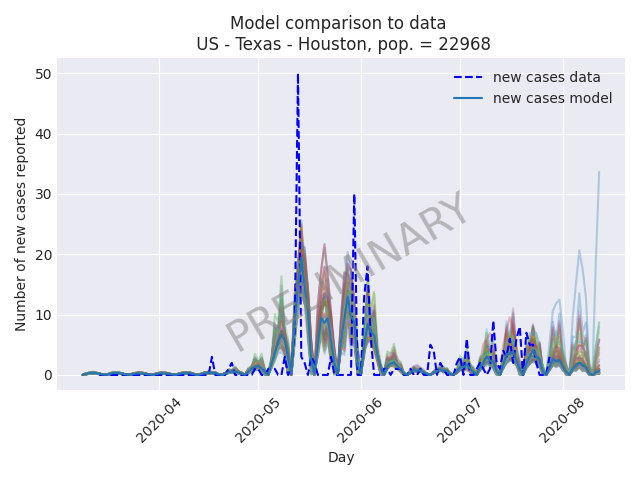 Model comparison to data
US - Texas - Houston, pop. = 22968
new cases data
new cases model
50
40
30
20
10
0
Number of new cases reported
PRELIMINARY
2020-04
2020-05
2020-06
2020-07
2020-08
Day